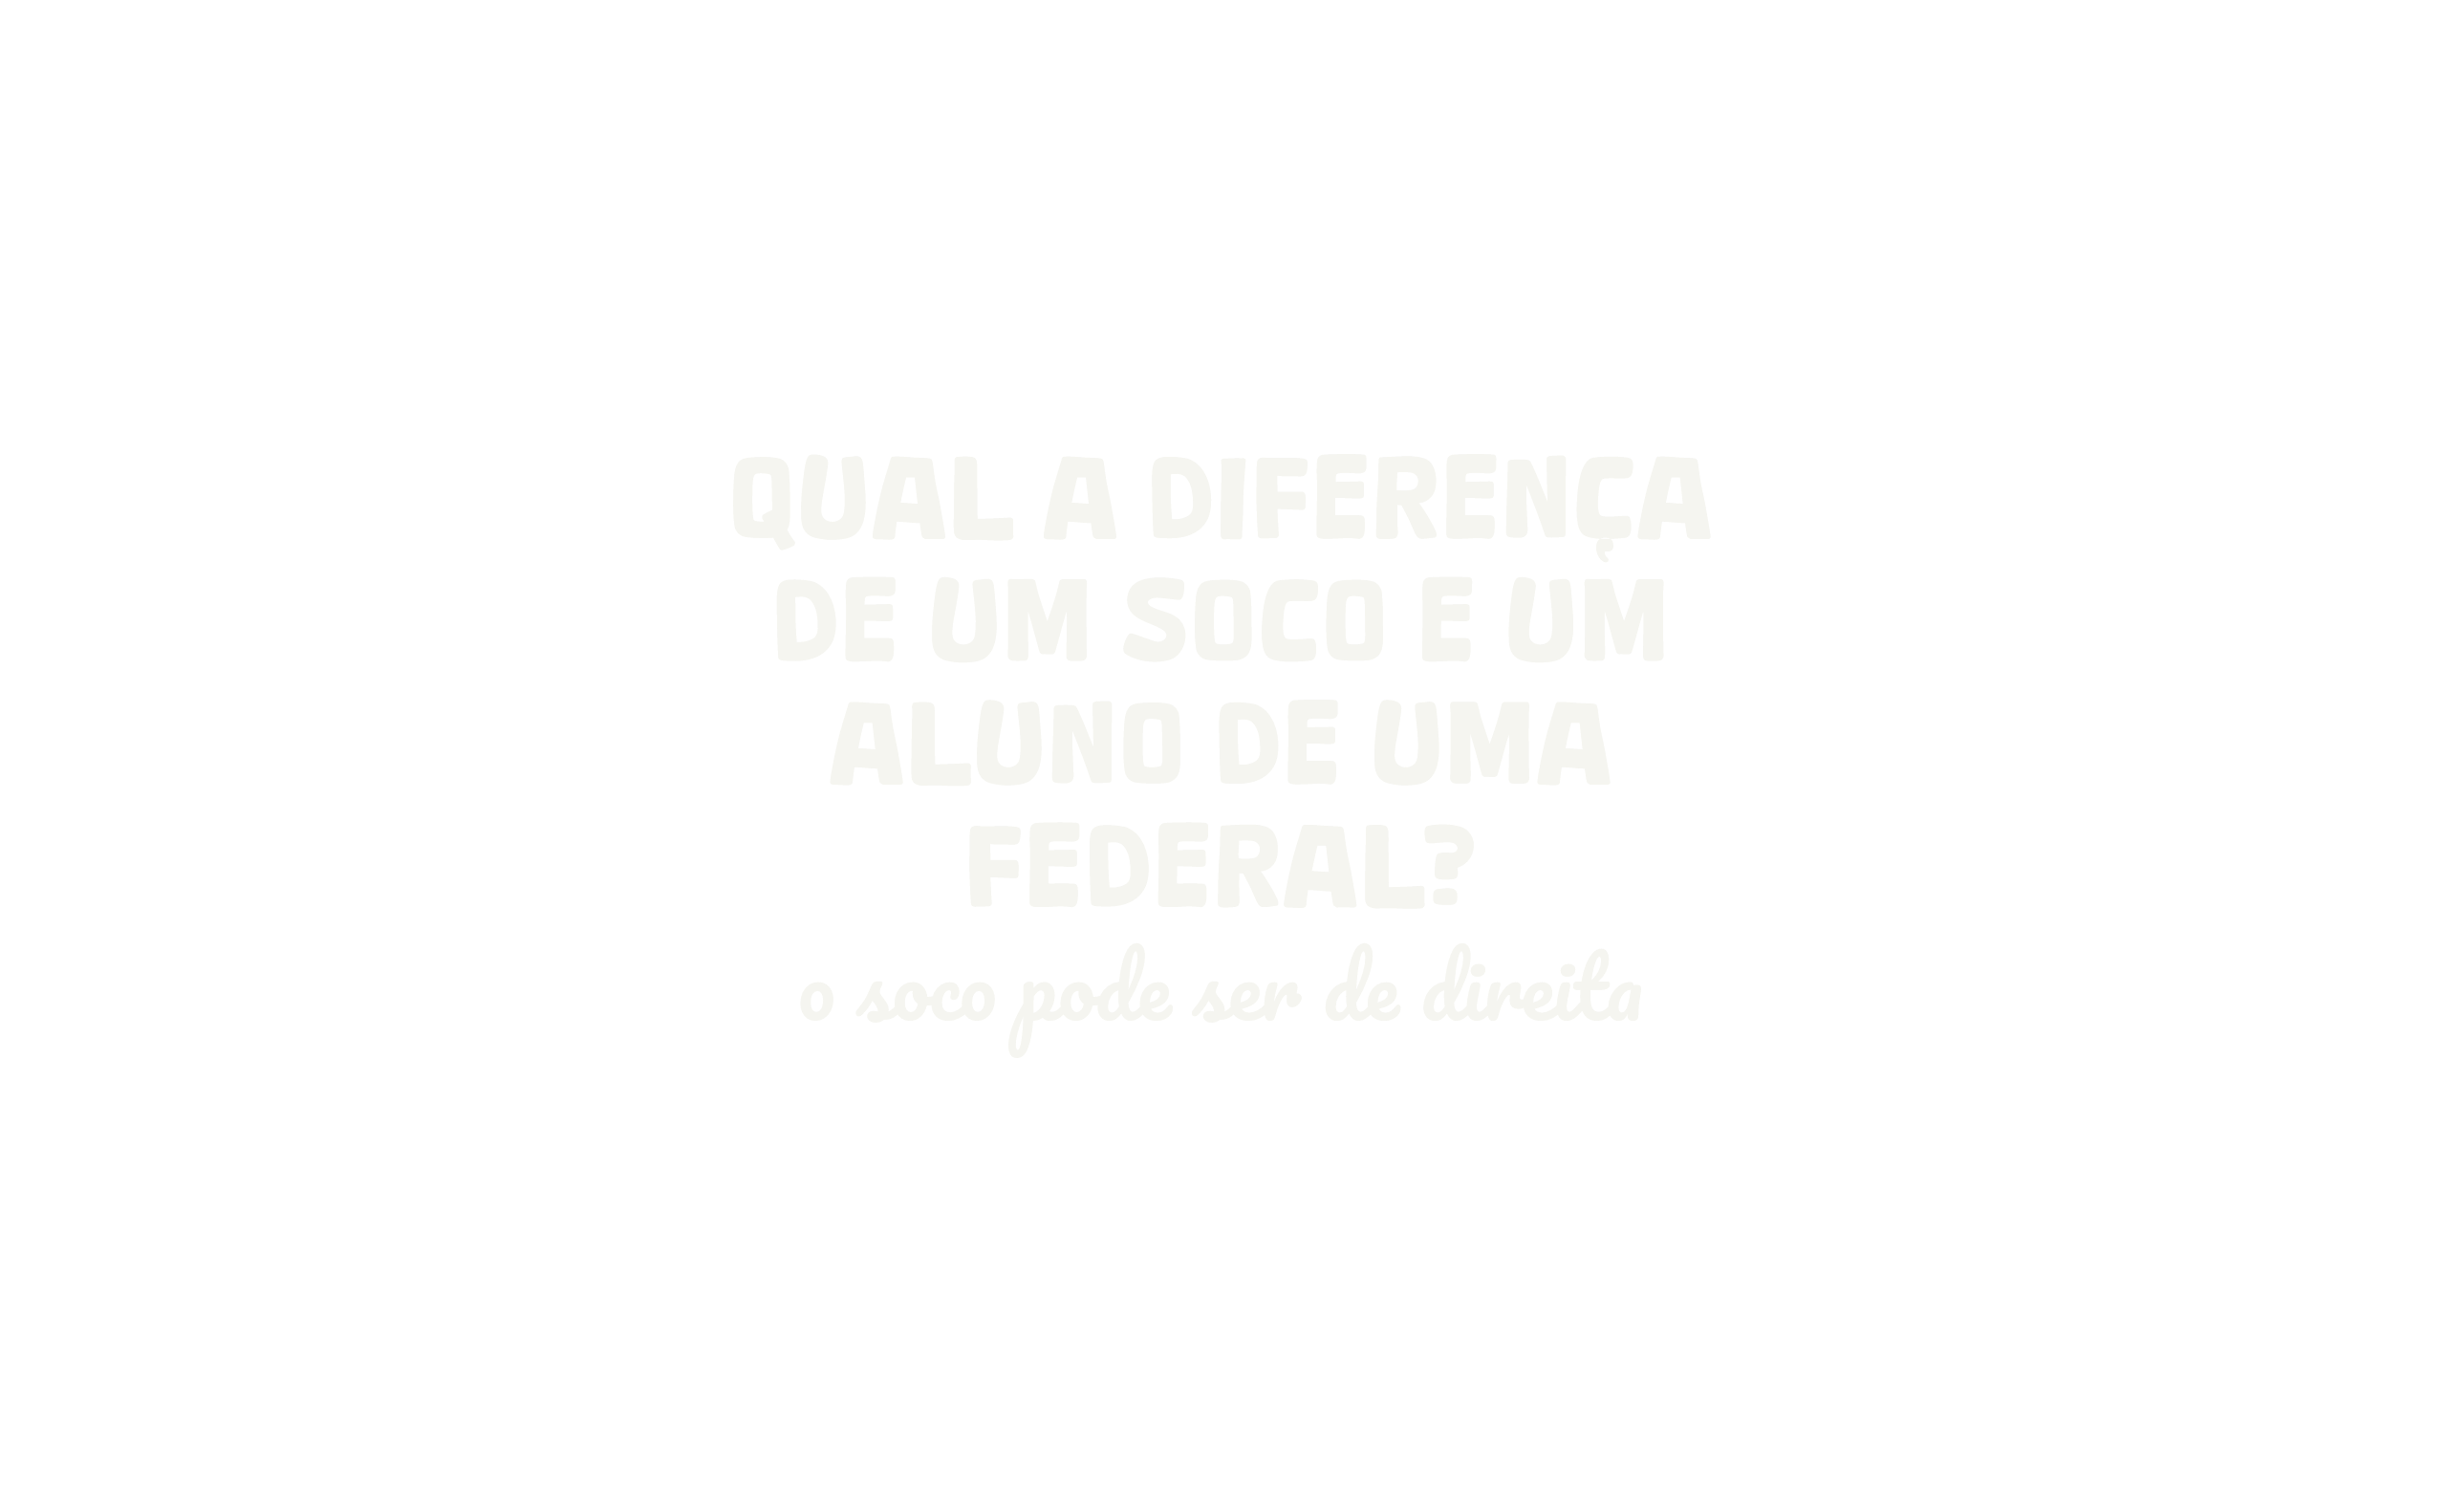 QUAL A DIFERENÇA
DE UM SOCO E UM
ALUNO DE UMA
FEDERAL?
o soco pode ser de direita